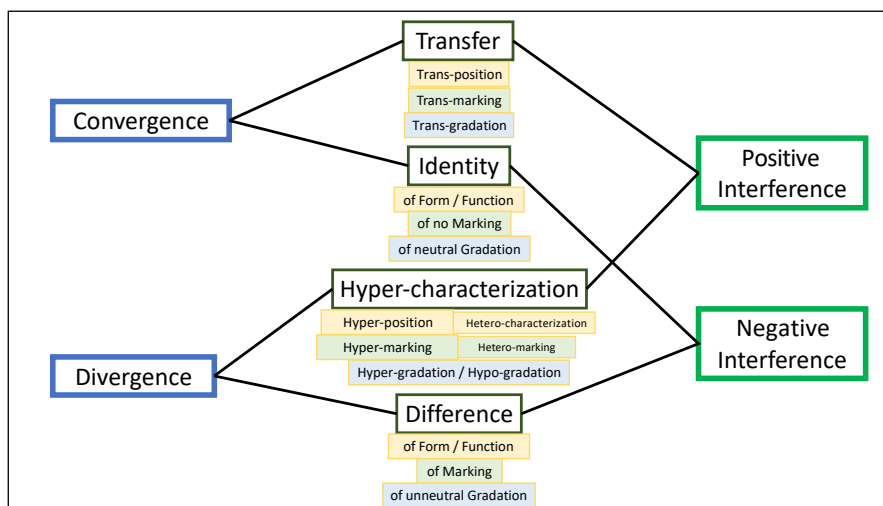 Transfer
Trans-position
Trans-marking
Trans-gradation
Convergence
Identity
of Form / Function
of no Marking
of neutral Gradation
Positive
Interference
Hyper-characterization
Hyper-position
Hetero-characterization
Hyper-marking
Hetero-marking
Hyper-gradation / Hypo-gradation
Divergence
Negative
Interference
Difference
of Form / Function
of Marking
of unneutral Gradation